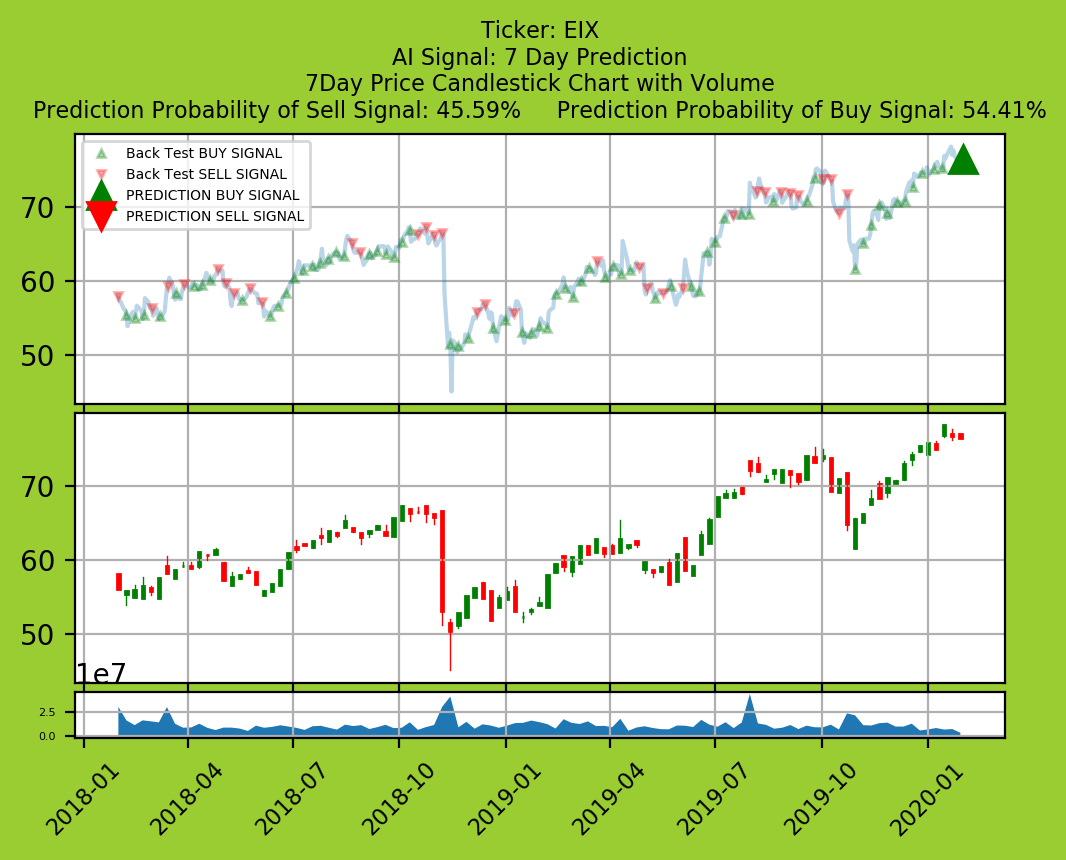 Ticker: EIX
AI Signal: 7 Day Prediction
7Day Price Candlestick Chart with Volume
Prediction Probability of Sell Signal: 45.59%     Prediction Probability of Buy Signal: 54.41%
Back Test BUY SIGNAL
Back Test SELL SIGNAL
PREDICTION BUY SIGNAL
PREDICTION SELL SIGNAL
70
60
50
70
60
50
1e7
2.5
0.0
2018-01
2018-04
2018-07
2018-10
2019-01
2019-04
2019-07
2019-10
2020-01